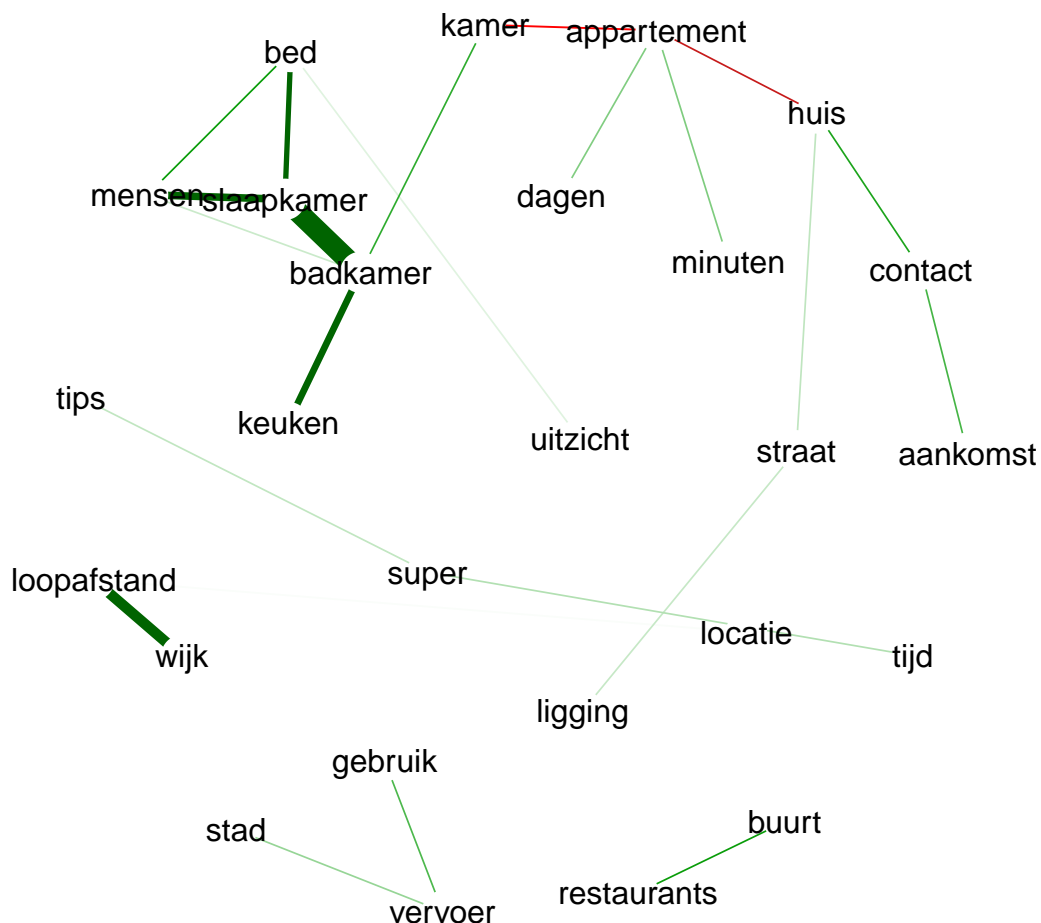 kamer
appartement
bed
huis
mensen
slaapkamer
dagen
minuten
contact
badkamer
tips
keuken
uitzicht
straat
aankomst
loopafstand
super
locatie
wijk
tijd
ligging
gebruik
stad
buurt
restaurants
vervoer